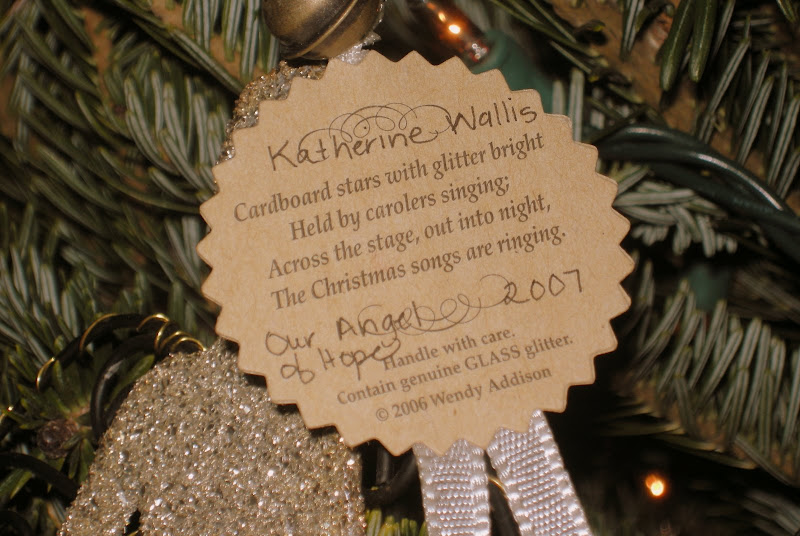 Katherine Wallis
Cardboard stars with glitter bright
Held by carolers singing;
Across the stage, out into night,
The Christmas songs are ringing.
2007
Our Angel
of Hope
Handle with care.
Contain genuine GLASS glitter.
© 2006 Wendy Addison